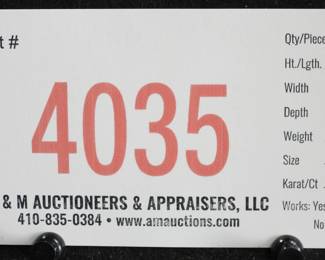 t #
4035
& M AUCTIONEERS & APPRAISERS, LLC
410-835-0384 • www.amauctions.com
Qty/Piece
Ht./Lgth.
Width
Depth
Weight
Size
Karat/Ct
Works: Yes
No